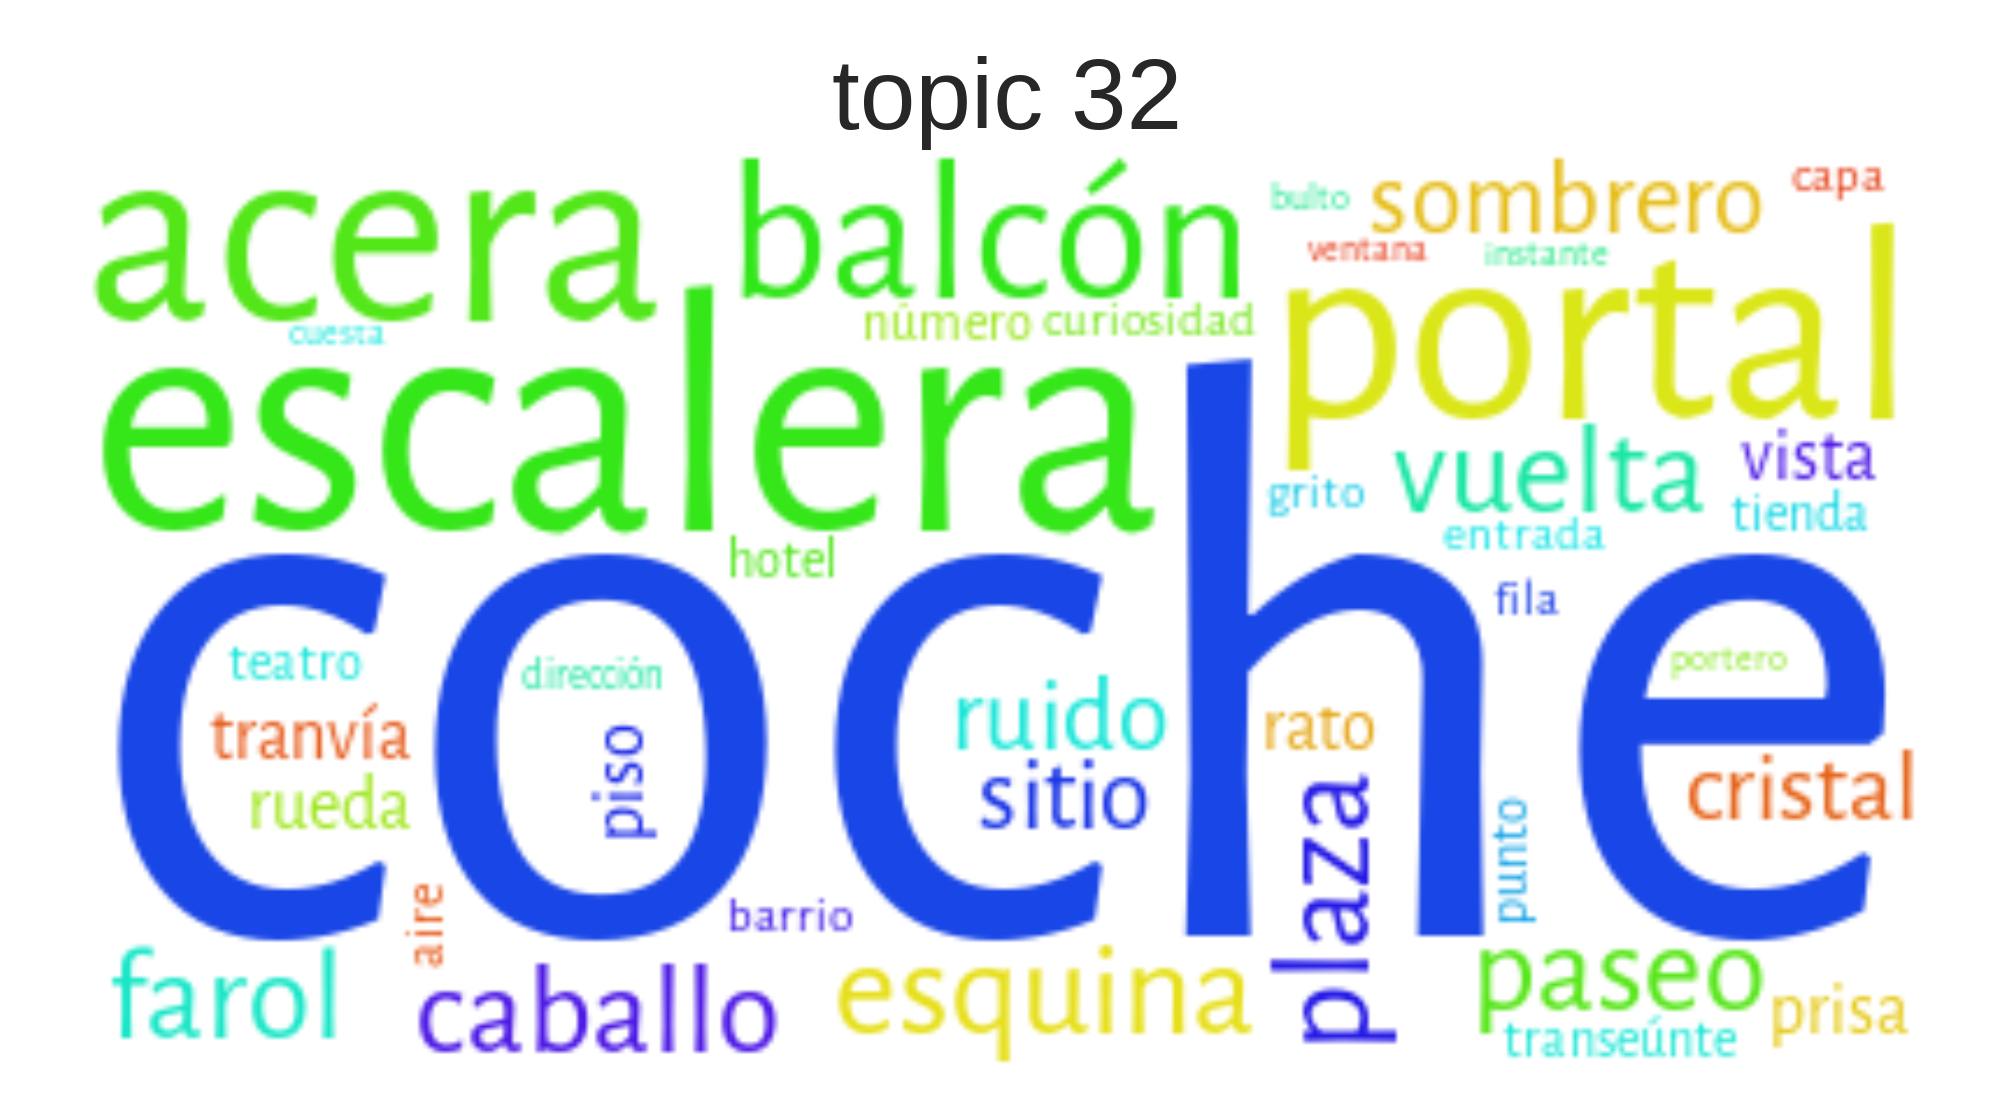 topic 32
acera
balcón
bulto
sombrero
capa
ventana
instante
cuesta
número
curiosidad
portal
escalera
vuelta
vista
grito
tienda
entrada
hotel
coche
fila
teatro
dirección
portero
tranvía
piso
ruido
rato
rueda
sitio
plaza
cristal
punto
aire
barrio
farol
caballo
esquina
paseo
prisa
transeúnte